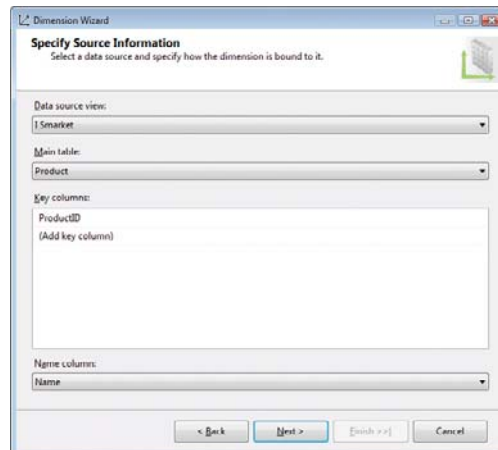 Dimension Wizard
Specify Source Information
Select a data source and specify how the dimension is bound to it.
Data source view:
I Smarket
Main table:
Product
Key columns:
ProductID
(Add key column)
Name column:
Name
< Back Next > Finish >>| Cancel